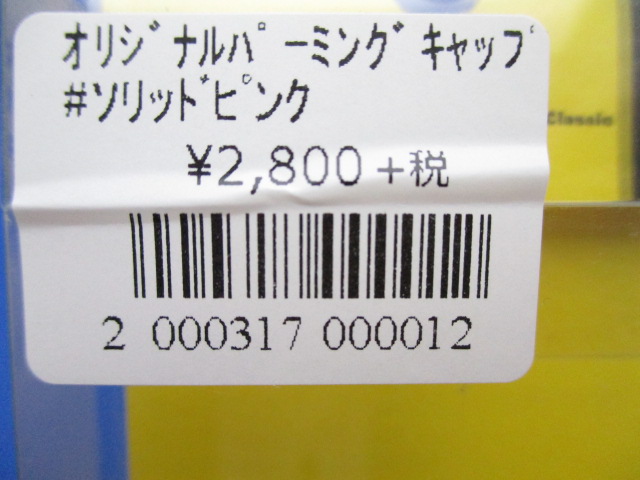 オリジナルパーミングキャップ
#ソリッドピンク
¥2,800+税
2 000317 000012
Classic